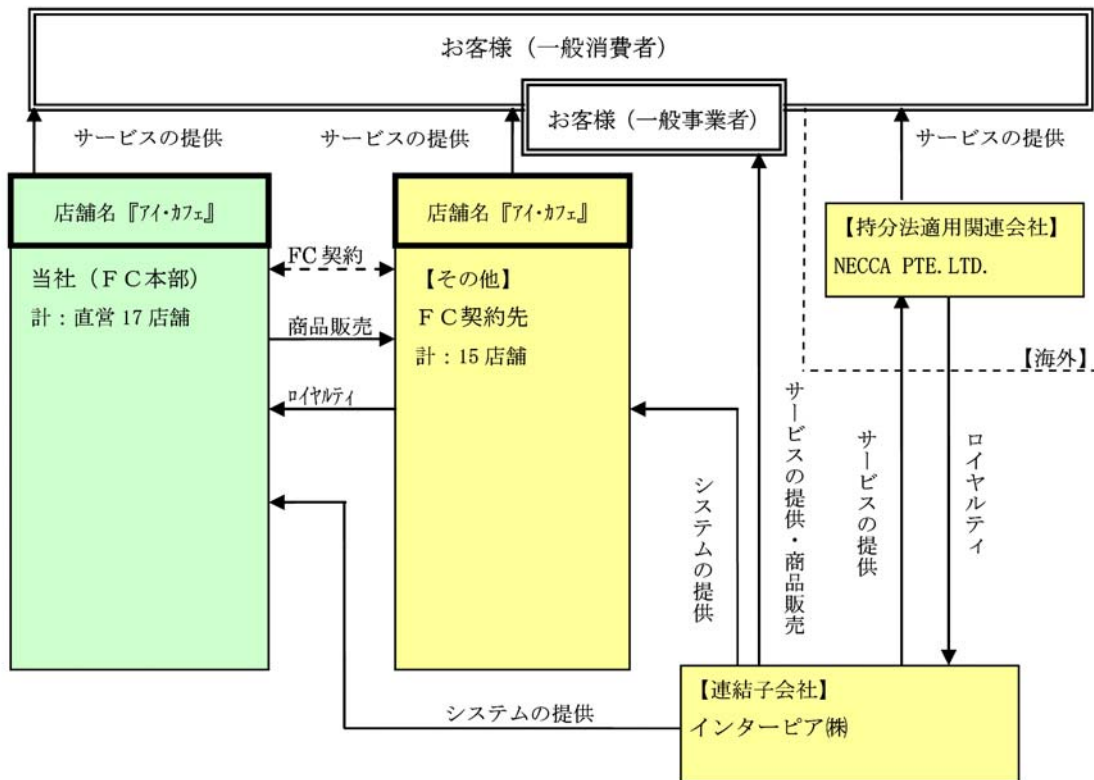 お客様（一般消費者）
お客様（一般事業者）
サービスの提供
サービスの提供
サービスの提供
店舗名『アイ・カフェ』
当社（ＦＣ本部）
計：直営 17 店舗
FC 契約
商品販売
ロイヤルティ
店舗名『アイ・カフェ』
【その他】
ＦＣ契約先
計：15 店舗
【持分法適用関連会社】
NECCA PTE.LTD.
【海外】
システムの提供
サービスの提供・商品販売
サービスの提供
ロイヤルティ
システムの提供
【連結子会社】
インターピア㈱